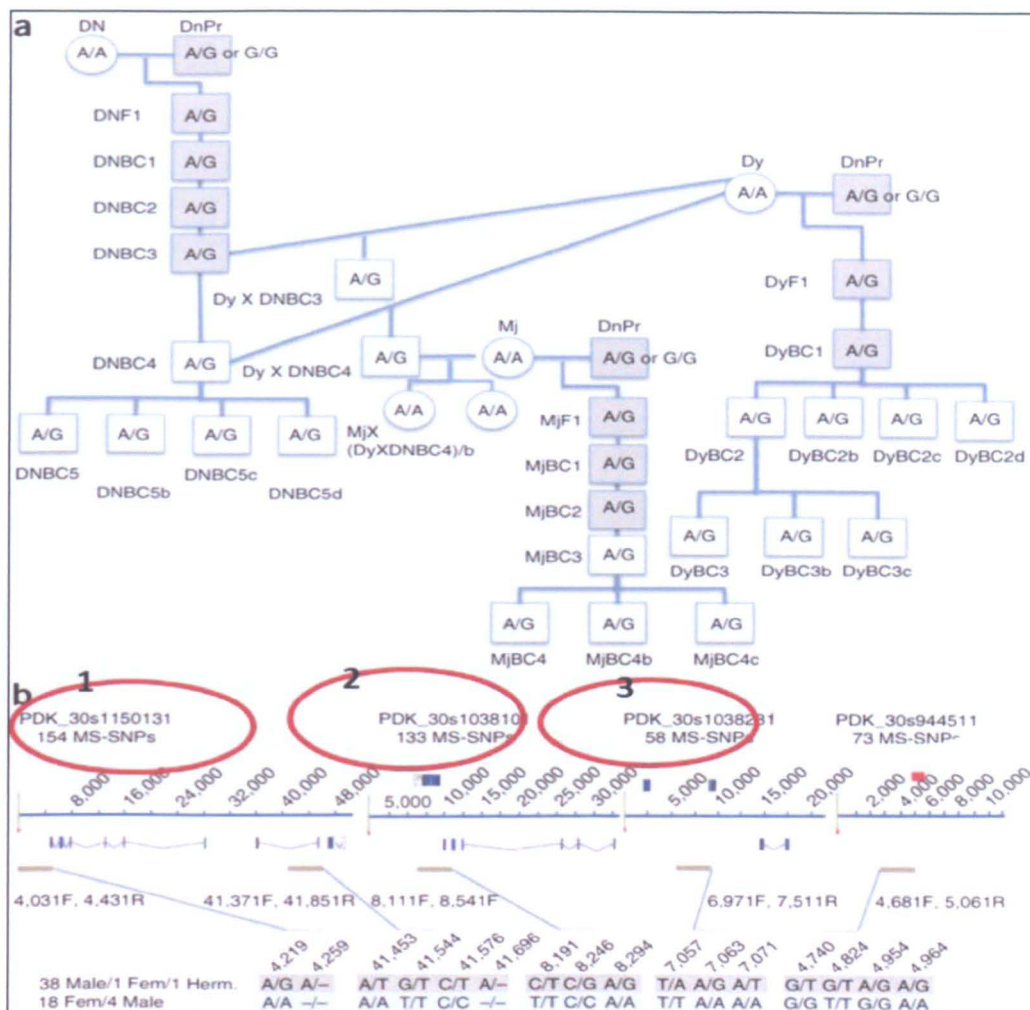 a
DN DnPr
A/A A/G or G/G
DNF1 A/G
DNBC1 A/G
Dy DnPr
DNBC2 A/G
A/A A/G or G/G
DNBC3 A/G
A/G
DyF1 A/G
Dy X DNBC3
Mj DnPr
DNBC4 A/G
Dy X DNBC4 A/G A/A A/G or G/G
DyBC1 A/G
A/G A/G A/G A/G
A/A A/A
MjF1 A/G
A/G A/G A/G A/G
MjX
(DyXDNBC4)/b
DNBC5 DNBC5b DNBC5c DNBC5d
DyBC2 DyBC2b DyBC2c DyBC2d
MjBC1 A/G
MjBC2 A/G
A/G A/G A/G
MjBC3 A/G
DyBC3 DyBC3b DyBC3c
A/G A/G A/G
MjBC4 MjBC4b MjBC4c
b 1 2 3
PDK_30s1150131 PDK_30s103810 PDK_30s1038231 PDK_30s944511
154 MS-SNPs 133 MS-SNPs 58 MS-SNPs 73 MS-SNPs
8,000 16,000 24,000 32,000 40,000 48,000
5,000 10,000 15,000 20,000 25,000 30,000
5,000 10,000 15,000 20,000
2,000 4,000 6,000 8,000 10,000
4,031F, 4,431R 41,371F, 41,851R 8,111F, 8,541F 6,971F, 7,511R 4,681F, 5,061R
4,219 4,259 41,453 41,544 41,576 41,696 8,191 8,246 8,294 7,057 7,063 7,071 4,740 4,824 4,954 4,964
38 Male/1 Fem/1 Herm. A/G A/– A/T G/T C/T A/– C/T C/G A/G T/A A/G A/T G/T G/T A/G A/G
18 Fem/4 Male A/A –/– A/A T/T C/C –/– T/T C/C A/A T/T A/A A/A G/G T/T G/G A/A